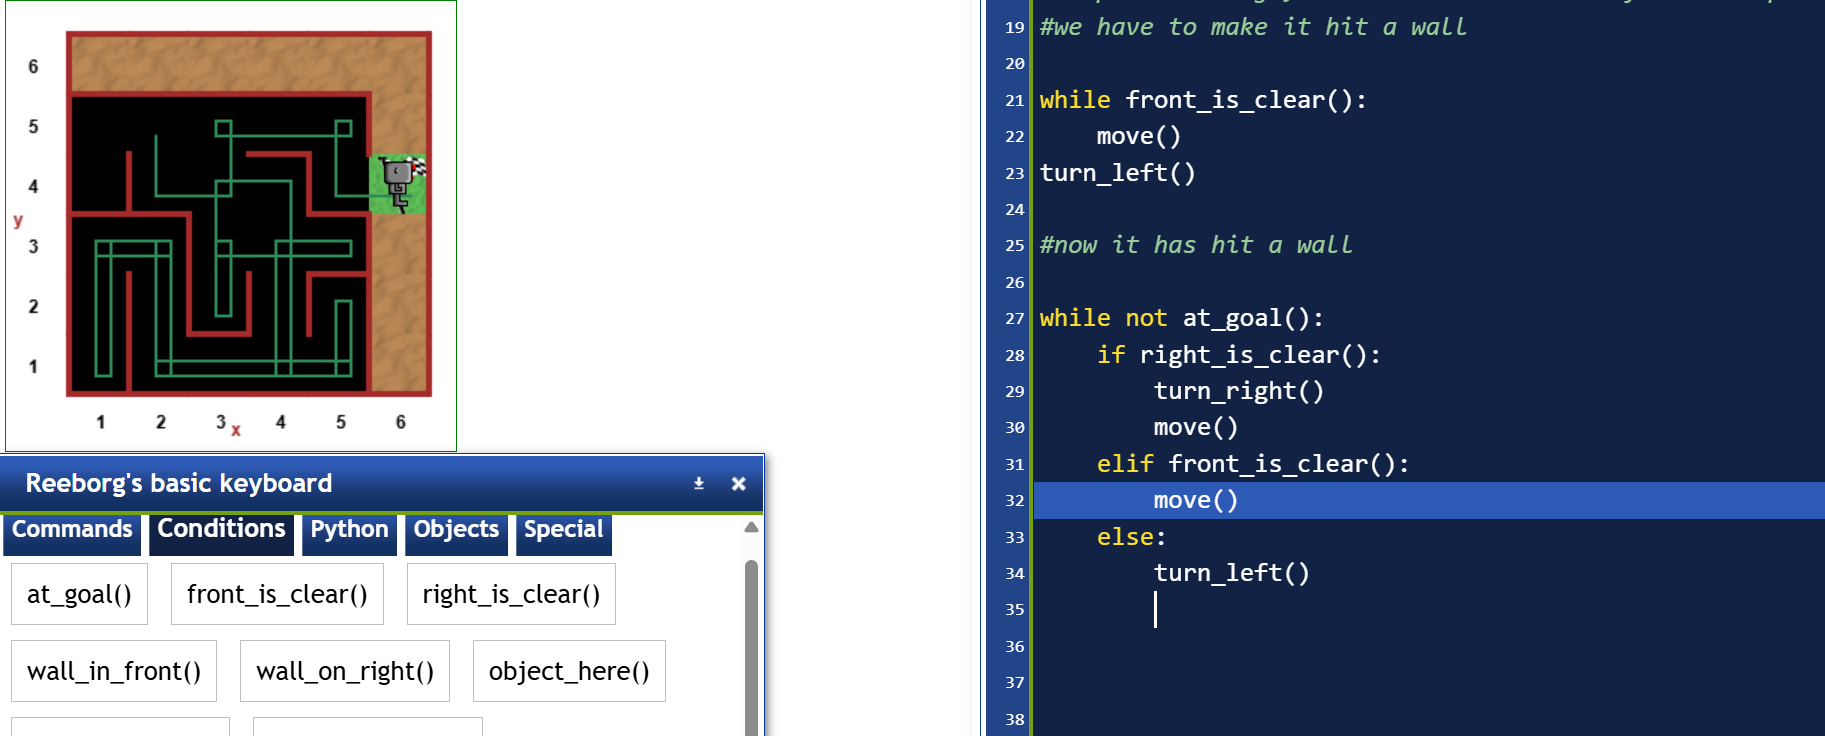 6
5
4
y
3
2
1
1 2 3 x 4 5 6
Reeborg's basic keyboard
Commands Conditions Python Objects Special
at_goal() front_is_clear() right_is_clear()
wall_in_front() wall_on_right() object_here()
19 #we have to make it hit a wall
20
21 while front_is_clear():
22 move()
23 turn_left()
24
25 #now it has hit a wall
26
27 while not at_goal():
28 if right_is_clear():
29 turn_right()
30 move()
31 elif front_is_clear():
32 move()
33 else:
34 turn_left()
35
36
37
38